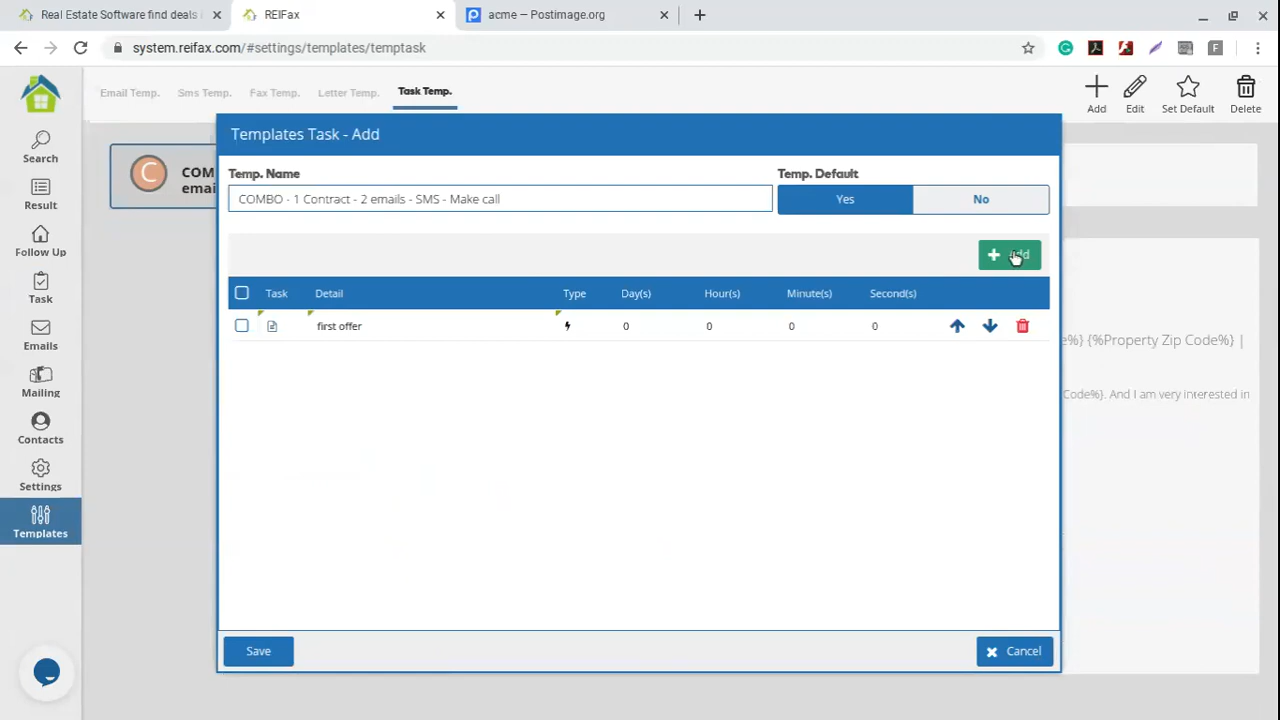 Real Estate Software find deals i
REIFax
acme — Postimage.org
system.reifax.com/#settings/templates/temptask
Email Temp.
Sms Temp.
Fax Temp.
Letter Temp.
Task Temp.
Add
Edit
Set Default
Delete
Search
Result
Follow Up
Task
Emails
Mailing
Contacts
Settings
Templates
C
COM
emai
Templates Task - Add
Temp. Name
Temp. Default
COMBO - 1 Contract - 2 emails - SMS - Make call
Yes
No
Task
Detail
Type
Day(s)
Hour(s)
Minute(s)
Second(s)
first offer
0
0
0
0
e%} {%Property Zip Code%} |
Code%}. And I am very interested in
Save
Cancel